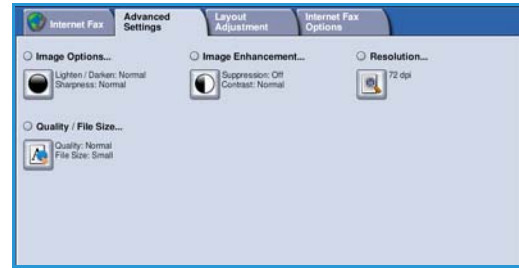 Internet Fax
Advanced
Settings
Layout
Adjustment
Internet Fax
Options
Image Options...
Lighten / Darken: Normal
Sharpness: Normal
Image Enhancement...
Suppression: Off
Contrast: Normal
Resolution...
72 dpi
Quality / File Size...
Quality: Normal
File Size: Small